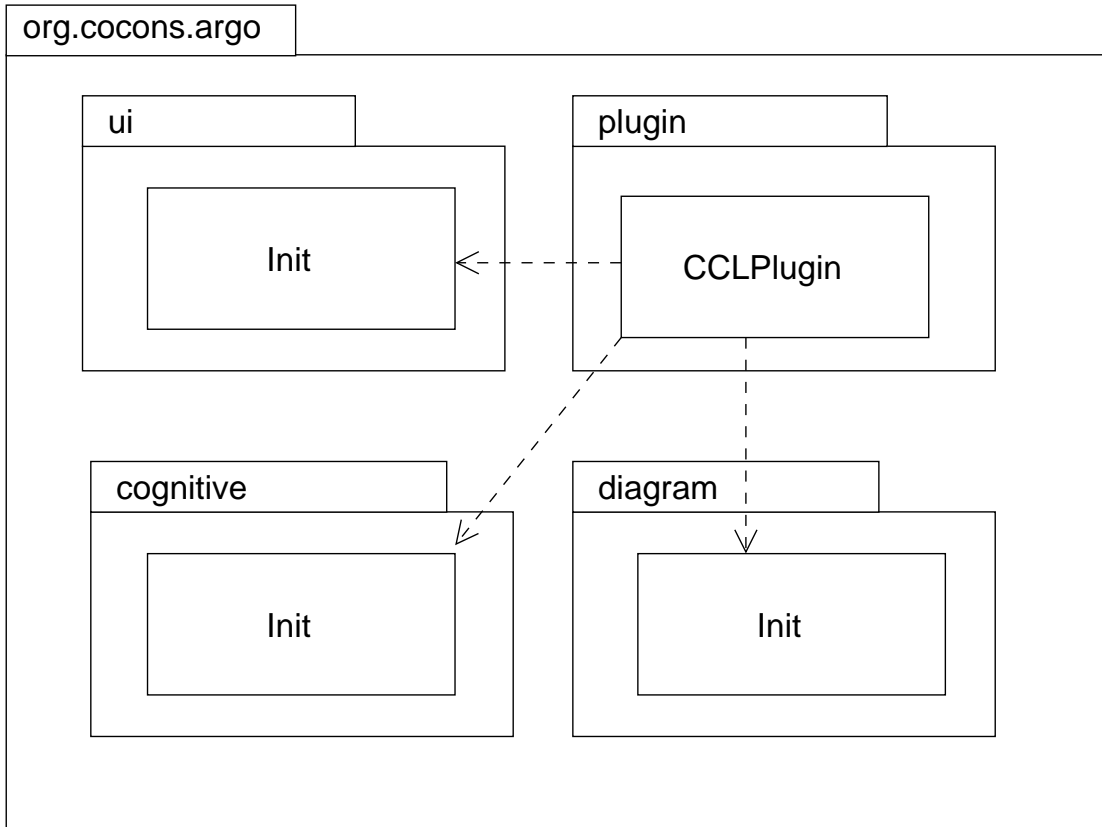 org.cocons.argo
ui
plugin
Init
CCLPlugin
cognitive
diagram
Init
Init